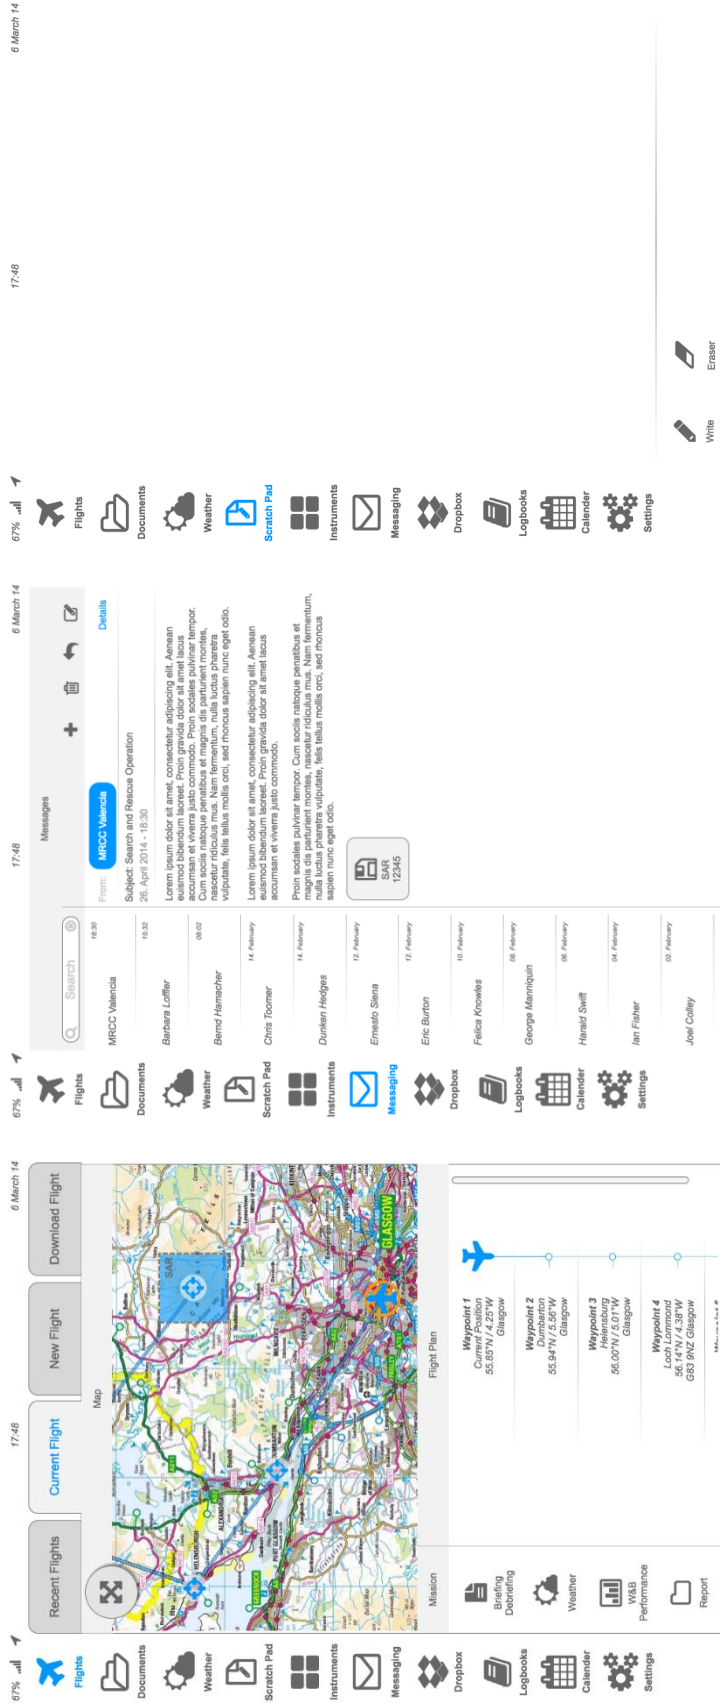 67%
17:48
6 March 14
Flights
Documents
Weather
Scratch Pad
Instruments
Messaging
Dropbox
Logbooks
Calender
Settings
Recent Flights
Current Flight
New Flight
Download Flight
Map
SAR
GLASGOW
HELENSBURGH
Rhu
ALEXANDRIA
DUMBARTON
PORT GLASGOW
GREENOCK
MILNGAVIE
Mission
Flight Plan
Briefing
Debriefing
Weather
W&B
Performance
Report
Waypoint 1
Current Position
55.85°N / 4.25°W
Glasgow
Waypoint 2
Dumbarton
55.94°N / 5.56°W
Glasgow
Waypoint 3
Helensburg
56.00°N / 5.01°W
Glasgow
Waypoint 4
Loch Lommond
56.14°N / 4.38°W
G83 9NZ Glasgow
67%
17:48
6 March 14
Flights
Documents
Weather
Scratch Pad
Instruments
Messaging
Dropbox
Logbooks
Calender
Settings
Messages
Search
18:30
MRCC Valencia
15:32
Barbara Loffler
08:02
Bernd Hamacher
14. February
Chris Toomer
14. February
Dunken Hedges
12. February
Ernesto Siena
12. February
Eric Burton
10. February
Felica Knowles
08. February
George Manniquin
06. February
Harald Swift
04. February
Ian Fisher
02. February
Joel Colley
From: MRCC Valencia
Details
Subject: Search and Rescue Operation
26. April 2014 - 18:30
Lorem ipsum dolor sit amet, consectetur adipiscing elit. Aenean
euismod bibendum laoreet. Proin gravida dolor sit amet lacus
accumsan et viverra justo commodo. Proin sodales pulvinar tempor.
Cum sociis natoque penatibus et magnis dis parturient montes,
nascetur ridiculus mus. Nam fermentum, nulla luctus pharetra
vulputate, felis tellus mollis orci, sed rhoncus sapien nunc eget odio.
Lorem ipsum dolor sit amet, consectetur adipiscing elit. Aenean
euismod bibendum laoreet. Proin gravida dolor sit amet lacus
accumsan et viverra justo commodo.
Proin sodales pulvinar tempor. Cum sociis natoque penatibus et
magnis dis parturient montes, nascetur ridiculus mus. Nam fermentum,
nulla luctus pharetra vulputate, felis tellus mollis orci, sed rhoncus
sapien nunc eget odio.
SAR
12345
67%
17:48
6 March 14
Flights
Documents
Weather
Scratch Pad
Instruments
Messaging
Dropbox
Logbooks
Calender
Settings
Write
Eraser